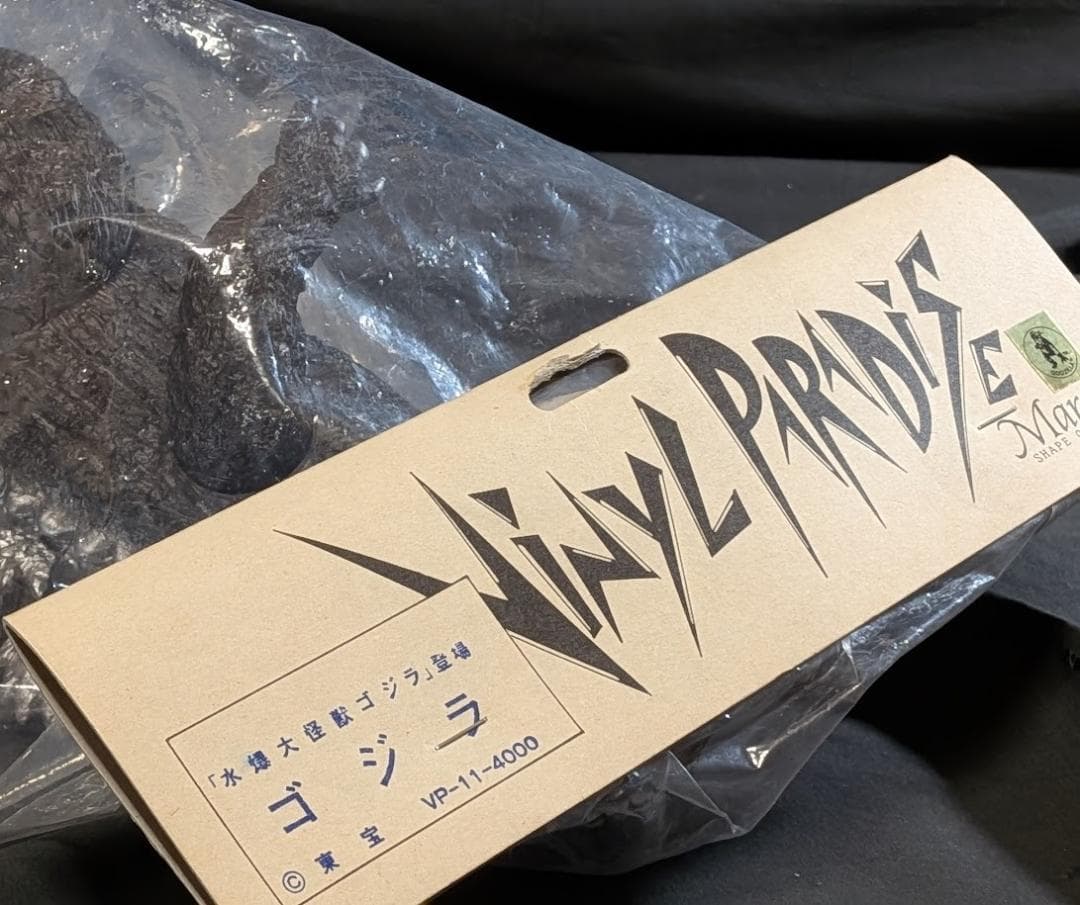 VINYL PARADISE
GODZILLA
「水爆大怪獣ゴジラ」登場
ゴジラ
VP-11-4000
©東宝